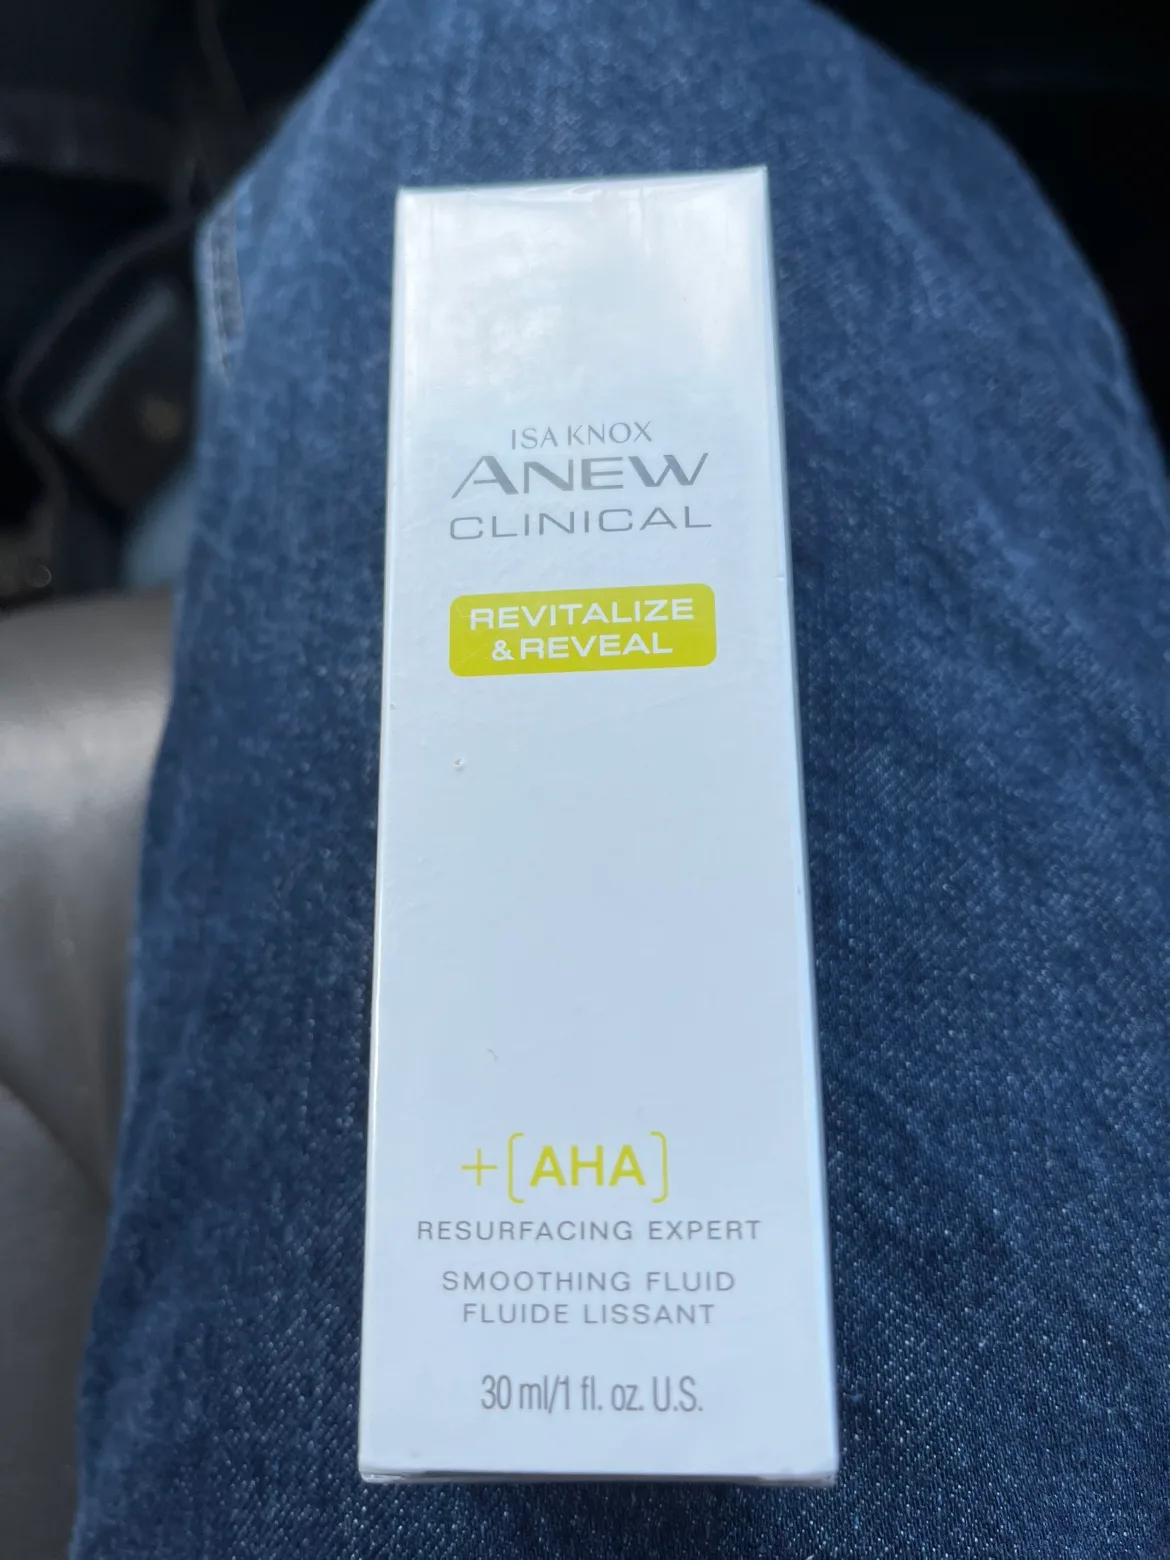 ISA KNOX
ANEW
CLINICAL
REVITALIZE
& REVEAL
+[AHA]
RESURFACING EXPERT
SMOOTHING FLUID
FLUIDE LISSANT
30 ml/1 fl. oz. U.S.